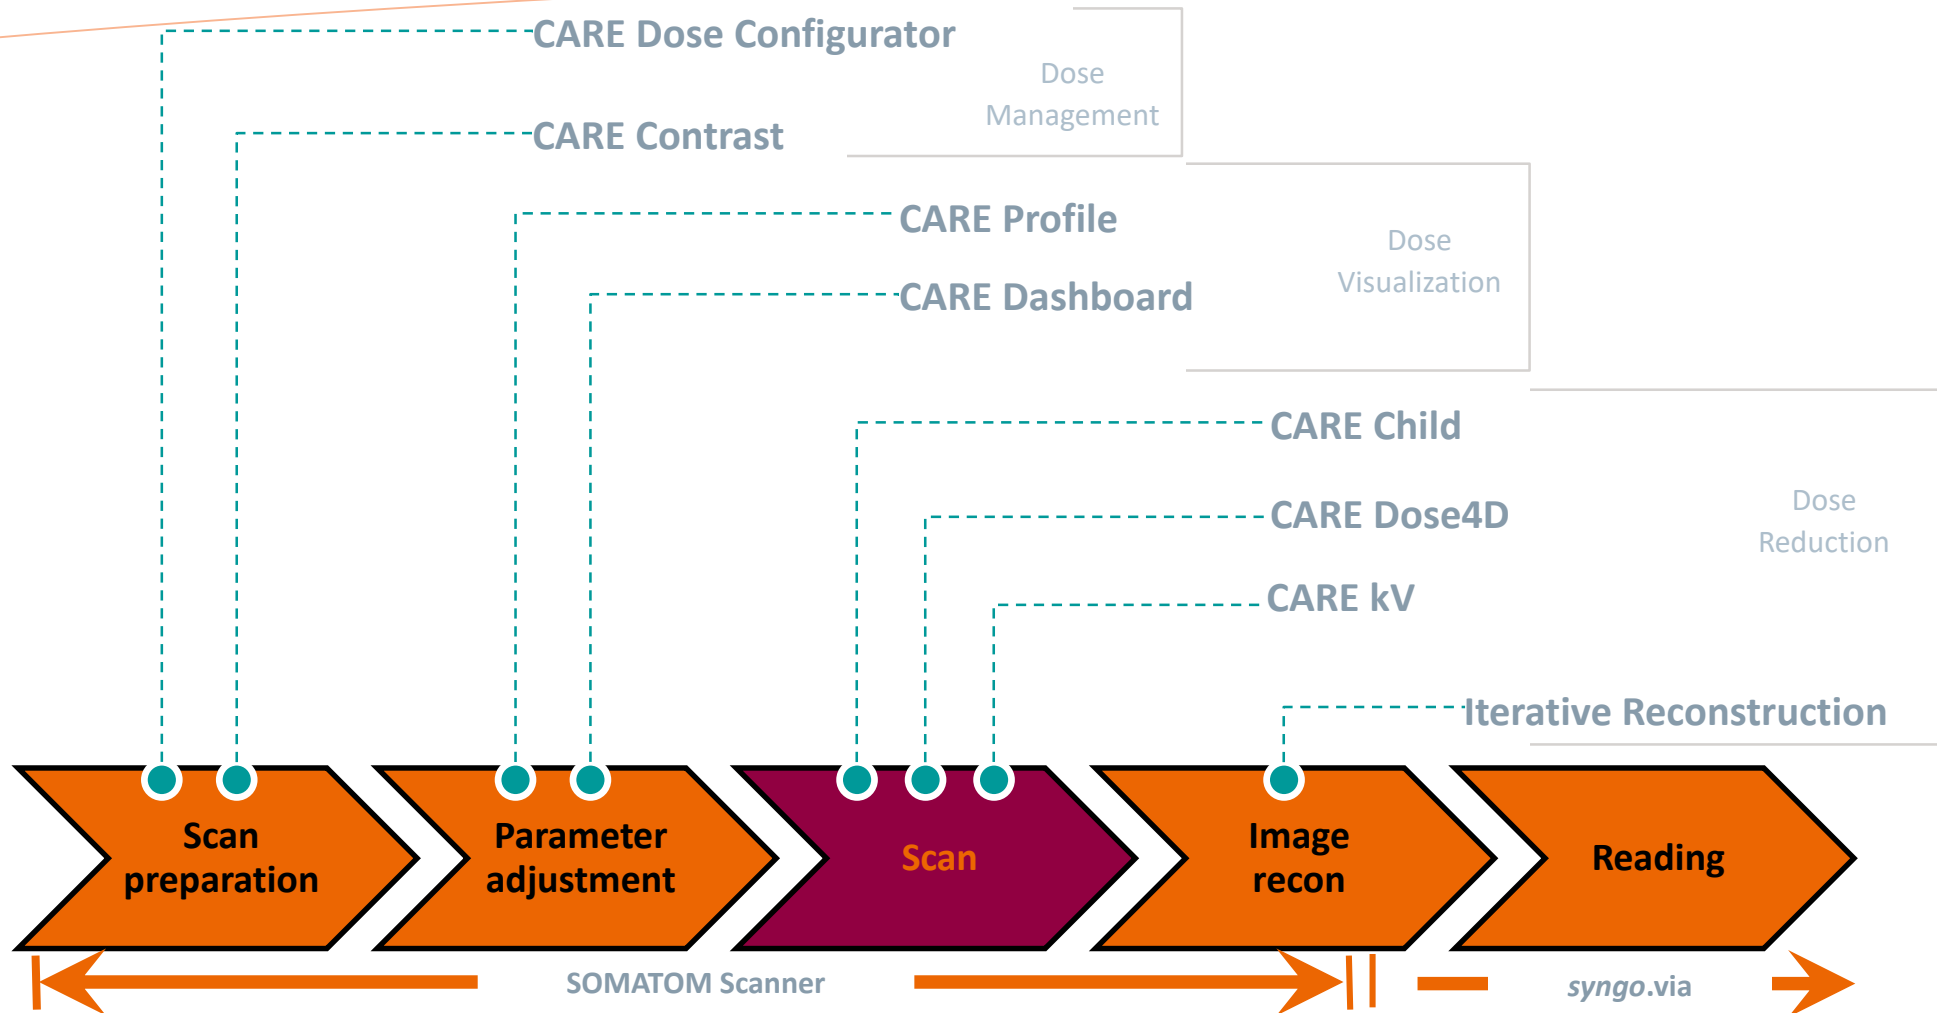 CARE Dose Configurator
Dose
Management
CARE Contrast
CARE Profile
Dose
Visualization
CARE Dashboard
CARE Child
CARE Dose4D
Dose
Reduction
CARE kV
Iterative Reconstruction
Scan
preparation
Parameter
adjustment
Scan
Image
recon
Reading
SOMATOM Scanner
syngo.via